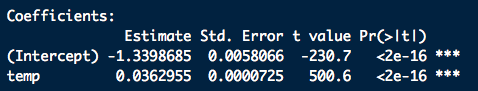 Coefficients:
              Estimate Std. Error t value Pr(>|t|)
(Intercept) -1.3398685  0.0058066  -230.7   <2e-16 ***
temp         0.0362955  0.0000725   500.6   <2e-16 ***